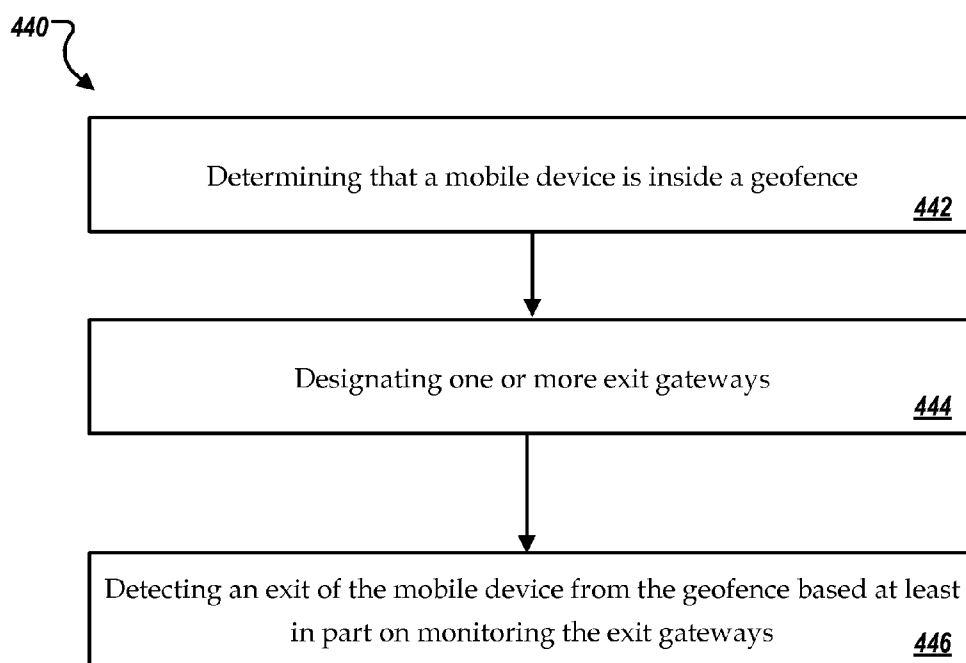 440
Determining that a mobile device is inside a geofence
442
Designating one or more exit gateways
444
Detecting an exit of the mobile device from the geofence based at least
in part on monitoring the exit gateways
446